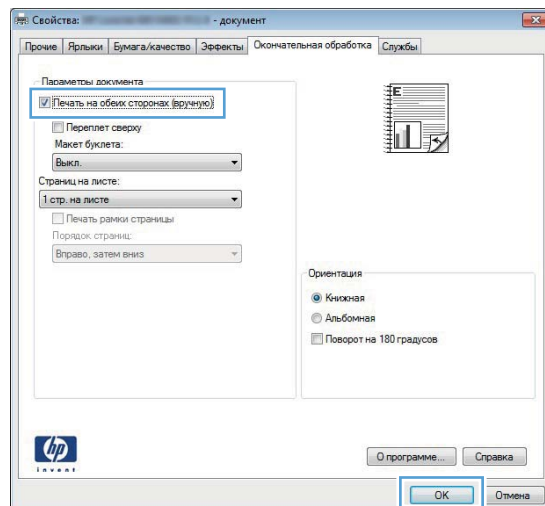 Свойства: - документ
Прочие Ярлыки Бумага/качество Эффекты Окончательная обработка Службы
Параметры документа
Печать на обеих сторонах (вручную)
Переплет сверху
Макет буклета:
Выкл.
Страниц на листе:
1 стр. на листе
Печать рамки страницы
Порядок страниц:
Вправо, затем вниз
E
Ориентация
Книжная
Альбомная
Поворот на 180 градусов
hp
invent
О программе... Справка
OK Отмена